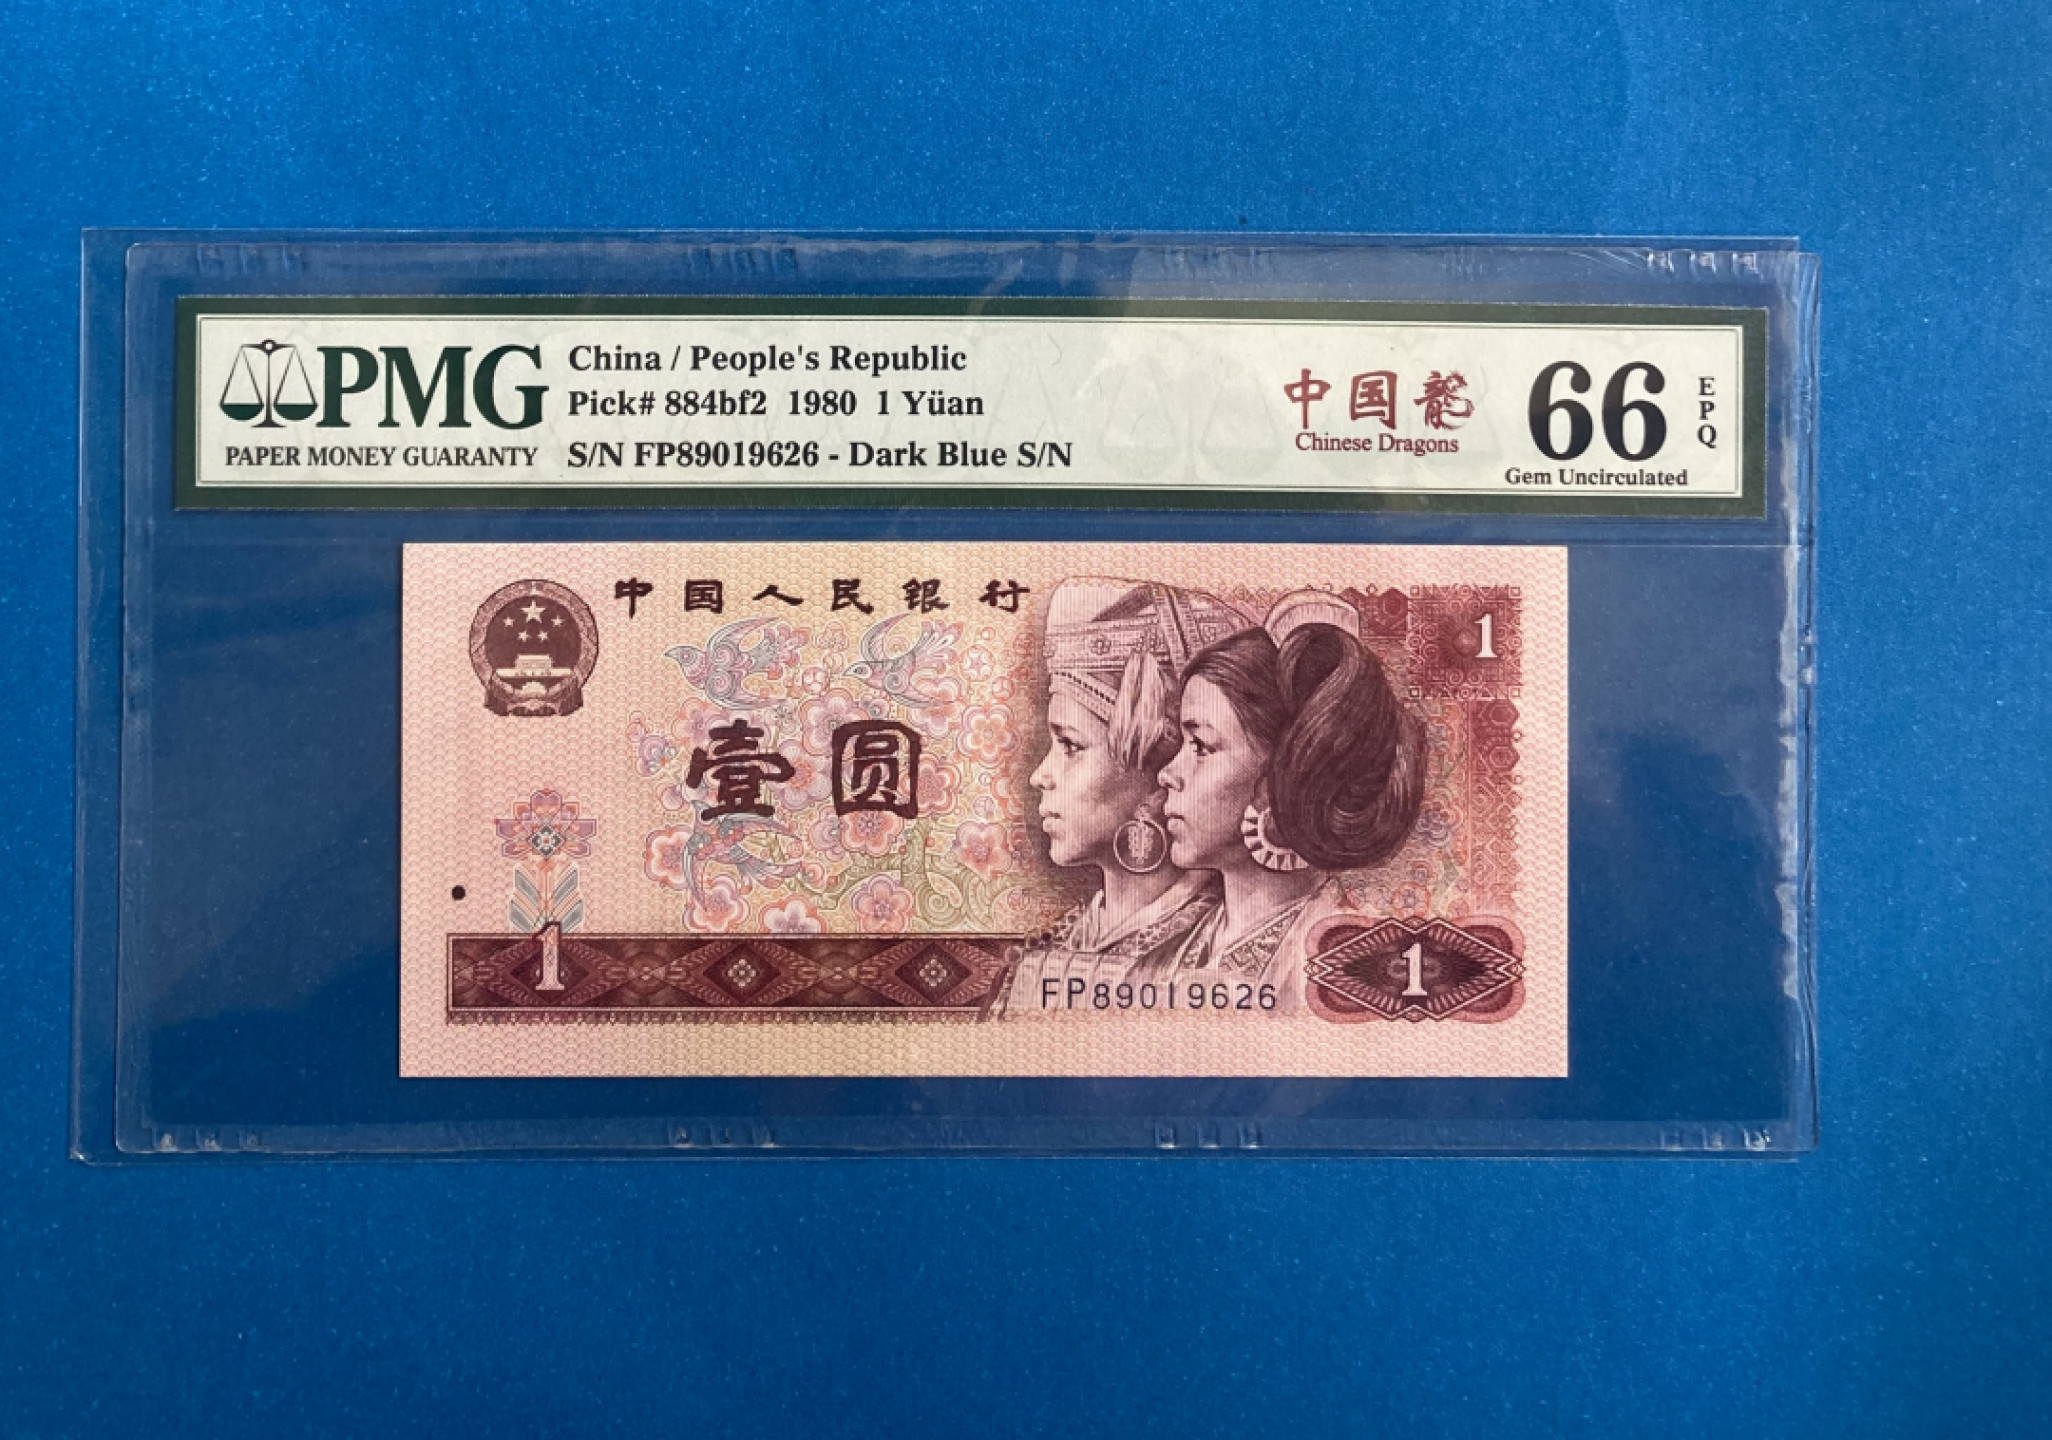 PMG
PAPER MONEY GUARANTY
China / People's Republic
Pick# 884bf2 1980 1 Yüan
S/N FP89019626 - Dark Blue S/N
中国龍
Chinese Dragons
66
EPQ
Gem Uncirculated
中国人民银行
1
壹圆
1
FP89019626
1